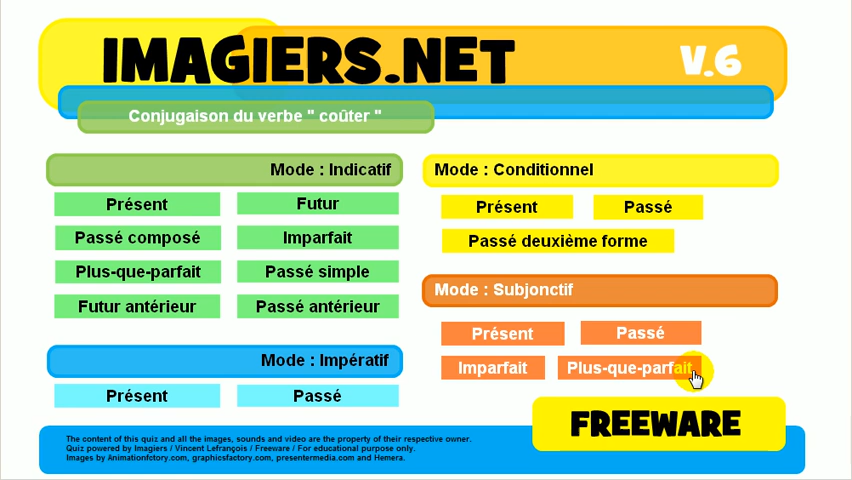 IMAGIERS.NET
V.6
Conjugaison du verbe " coûter "
Mode : Indicatif
Présent
Futur
Passé composé
Imparfait
Plus-que-parfait
Passé simple
Futur antérieur
Passé antérieur
Mode : Impératif
Présent
Passé
Mode : Conditionnel
Présent
Passé
Passé deuxième forme
Mode : Subjonctif
Présent
Passé
Imparfait
Plus-que-parfait
FREEWARE
The content of this quiz and all the images, sounds and video are the property of their respective owner.
Quiz powered by Imagiers / Vincent Lefrançois / Freeware / For educational purpose only.
Images by Animationfctory.com, graphicsfactory.com, presentermedia.com and Hemera.